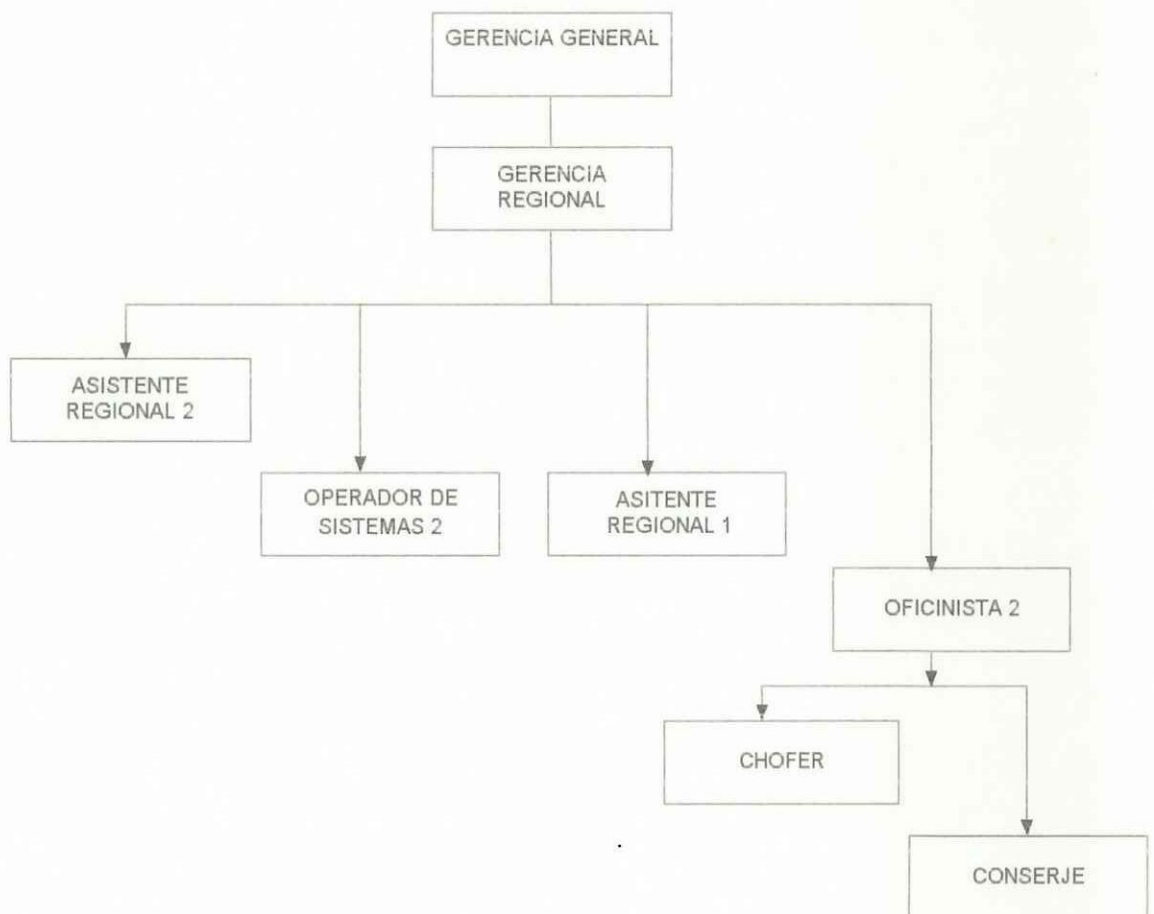 GERENCIA GENERAL
GERENCIA
REGIONAL
ASISTENTE
REGIONAL 2
OPERADOR DE
SISTEMAS 2
ASITENTE
REGIONAL 1
OFICINISTA 2
CHOFER
CONSERJE